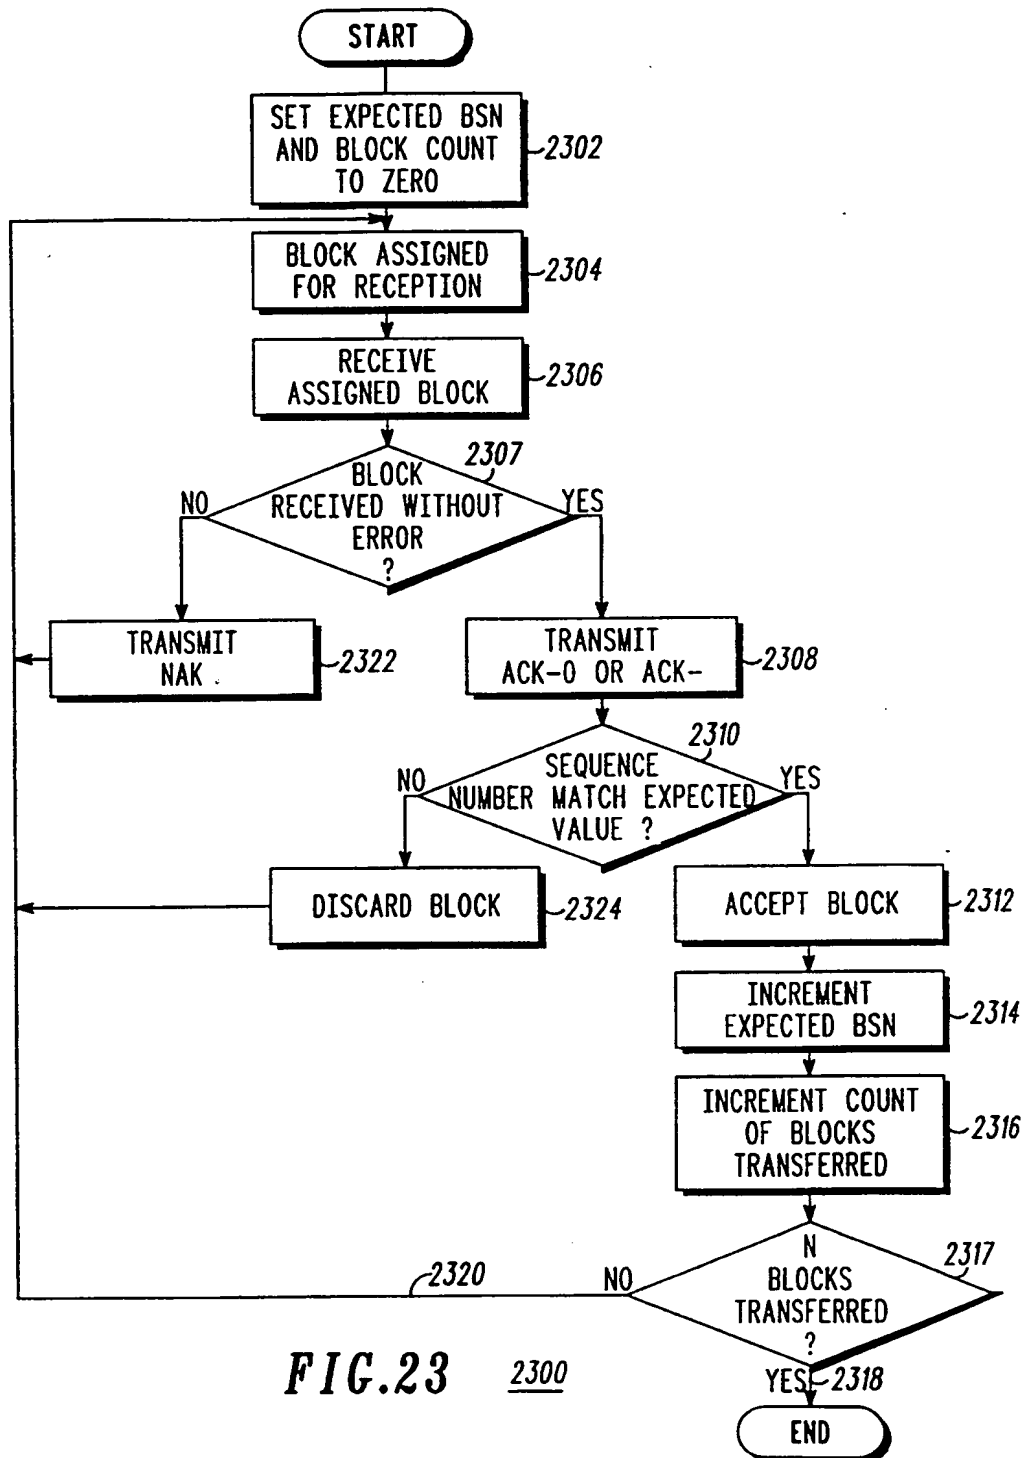 START
SET EXPECTED BSN
AND BLOCK COUNT
TO ZERO
2302
BLOCK ASSIGNED
FOR RECEPTION
2304
RECEIVE
ASSIGNED BLOCK
2306
2307
BLOCK
RECEIVED WITHOUT
ERROR
?
NO
YES
TRANSMIT
NAK
2322
TRANSMIT
ACK-0 OR ACK-
2308
2310
SEQUENCE
NUMBER MATCH EXPECTED
VALUE ?
NO
YES
DISCARD BLOCK
2324
ACCEPT BLOCK
2312
INCREMENT
EXPECTED BSN
2314
INCREMENT COUNT
OF BLOCKS
TRANSFERRED
2316
N
BLOCKS
TRANSFERRED
?
2317
NO
2320
YES
2318
END
FIG.23
2300